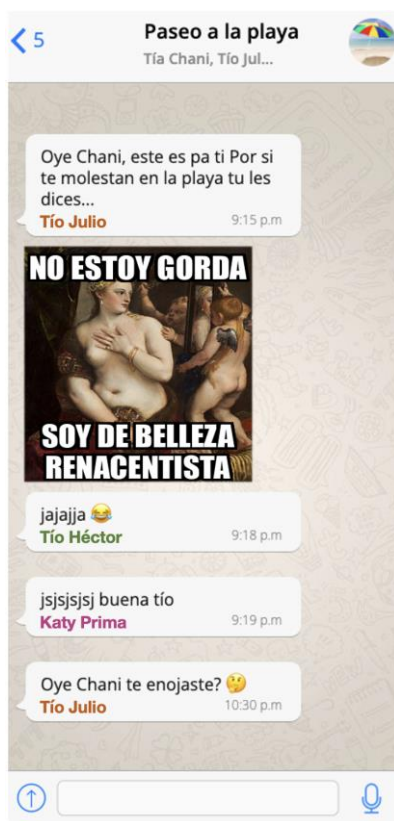 5
Paseo a la playa
Tía Chani, Tío Jul...
Oye Chani, este es pa ti Por si
te molestan en la playa tu les
dices...
Tío Julio 9:15 p.m
NO ESTOY GORDA
SOY DE BELLEZA
RENACENTISTA
jajajja 😂
Tío Héctor 9:18 p.m
jsjsjsjsj buena tío
Katy Prima 9:19 p.m
Oye Chani te enojaste? 🤔
Tío Julio 10:30 p.m